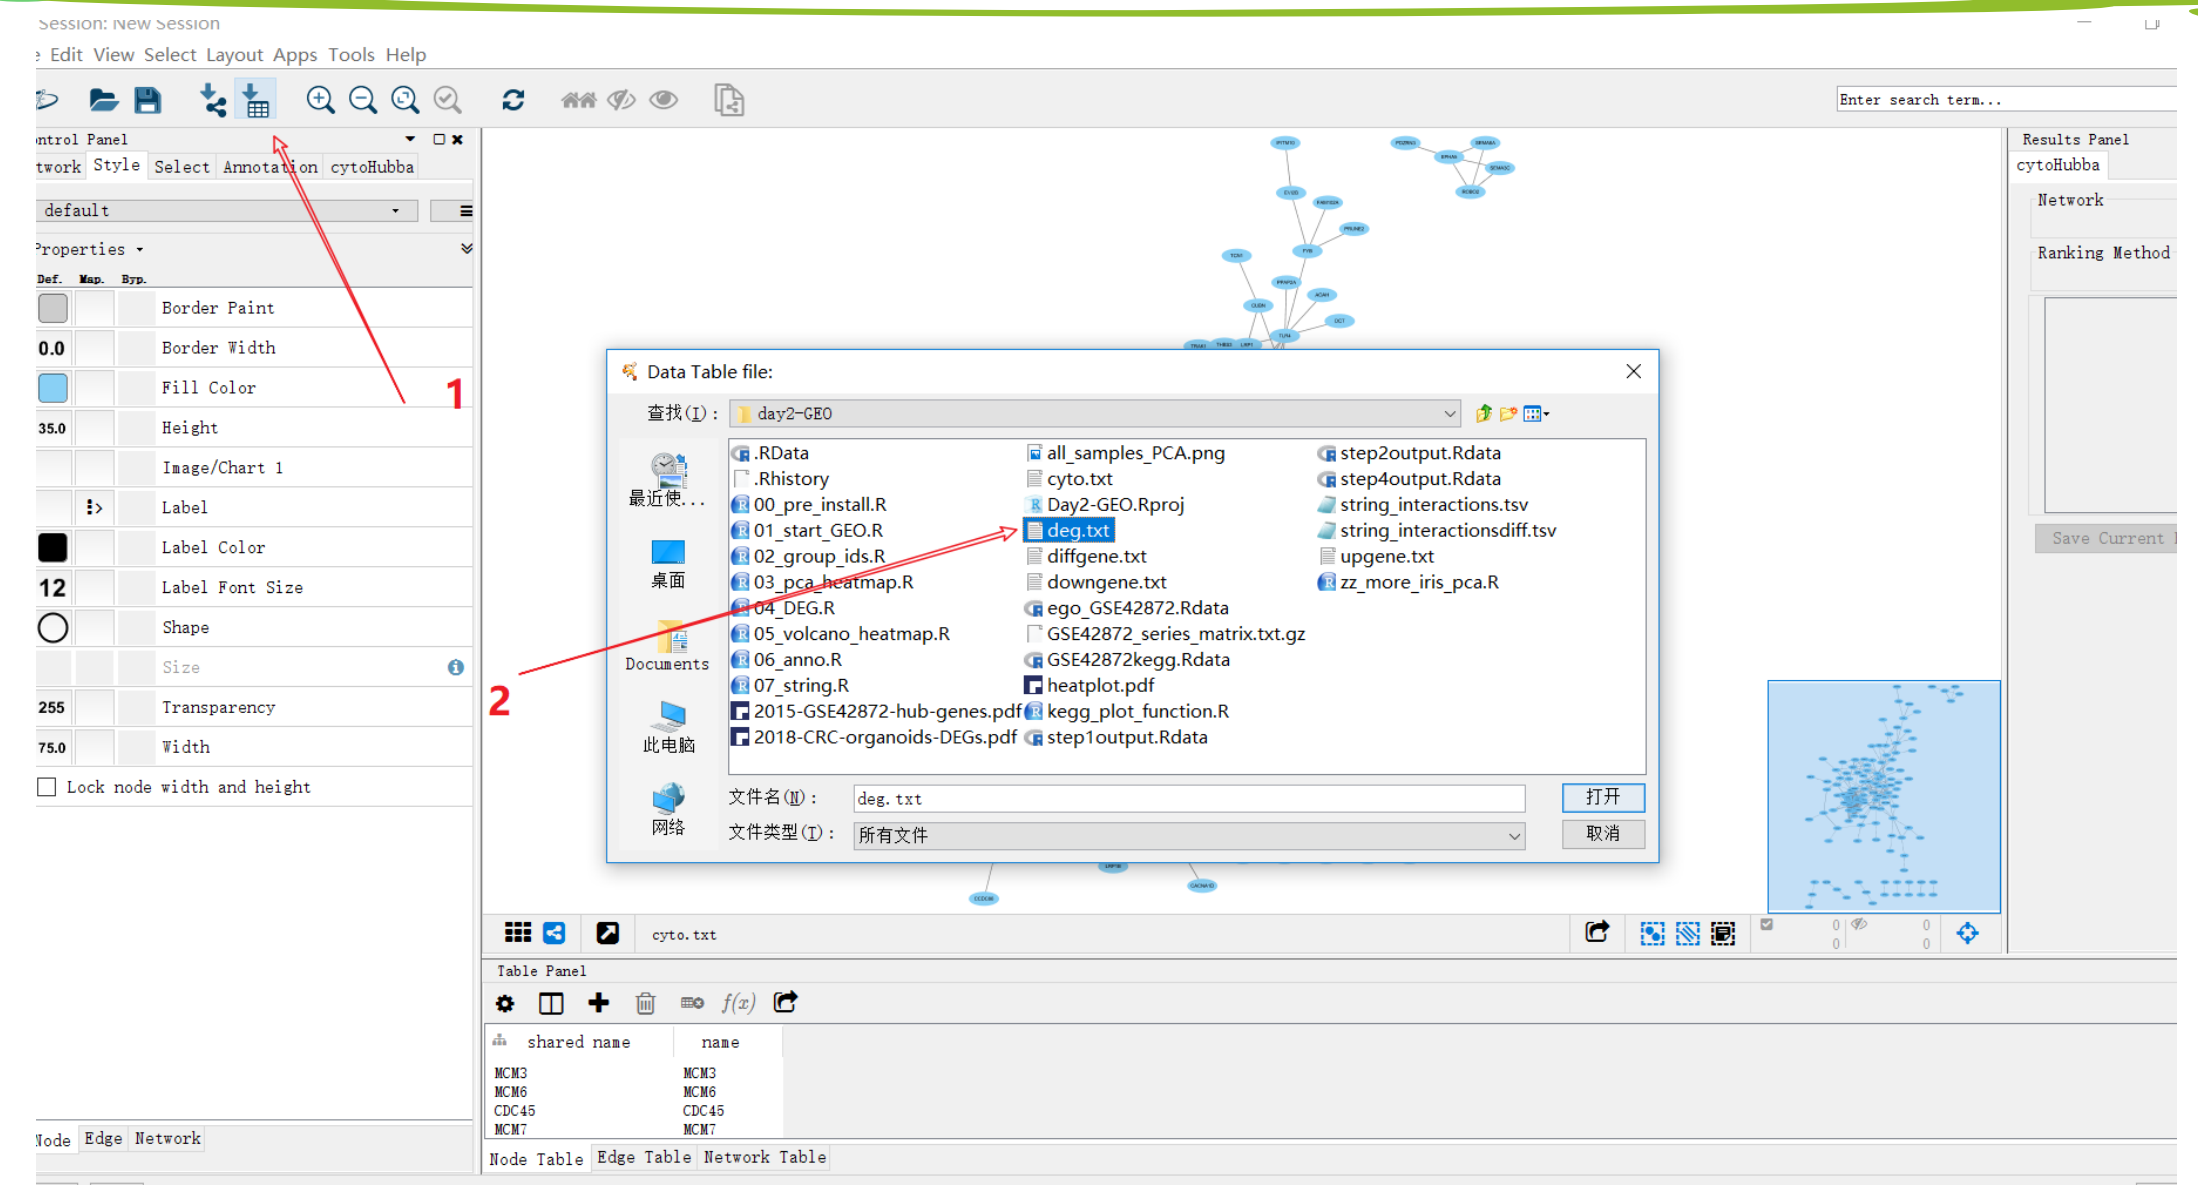 Session: New Session
Edit View Select Layout Apps Tools Help
Enter search term...
ntrol Panel
twork Style Select Annotation cytoHubba
default
Properties
Def. Map. Byp.
Border Paint
0.0 Border Width
Fill Color
35.0 Height
Image/Chart 1
Label
Label Color
12 Label Font Size
Shape
Size
255 Transparency
75.0 Width
Lock node width and height
Node Edge Network
1
2
Data Table file:
查找(I): day2-GEO
最近使...
桌面
Documents
此电脑
网络
.RData
.Rhistory
00_pre_install.R
01_start_GEO.R
02_group_ids.R
03_pca_heatmap.R
04_DEG.R
05_volcano_heatmap.R
06_anno.R
07_string.R
2015-GSE42872-hub-genes.pdf
2018-CRC-organoids-DEGs.pdf
all_samples_PCA.png
cyto.txt
Day2-GEO.Rproj
deg.txt
diffgene.txt
downgene.txt
ego_GSE42872.Rdata
GSE42872_series_matrix.txt.gz
GSE42872kegg.Rdata
heatplot.pdf
kegg_plot_function.R
step1output.Rdata
step2output.Rdata
step4output.Rdata
string_interactions.tsv
string_interactionsdiff.tsv
upgene.txt
zz_more_iris_pca.R
文件名(N): deg.txt 打开
文件类型(T): 所有文件 取消
Results Panel
cytoHubba
Network
Ranking Method
Save Current
cyto.txt
0 0
0 0
Table Panel
f(x)
shared name name
MCM3 MCM3
MCM6 MCM6
CDC45 CDC45
MCM7 MCM7
Node Table Edge Table Network Table